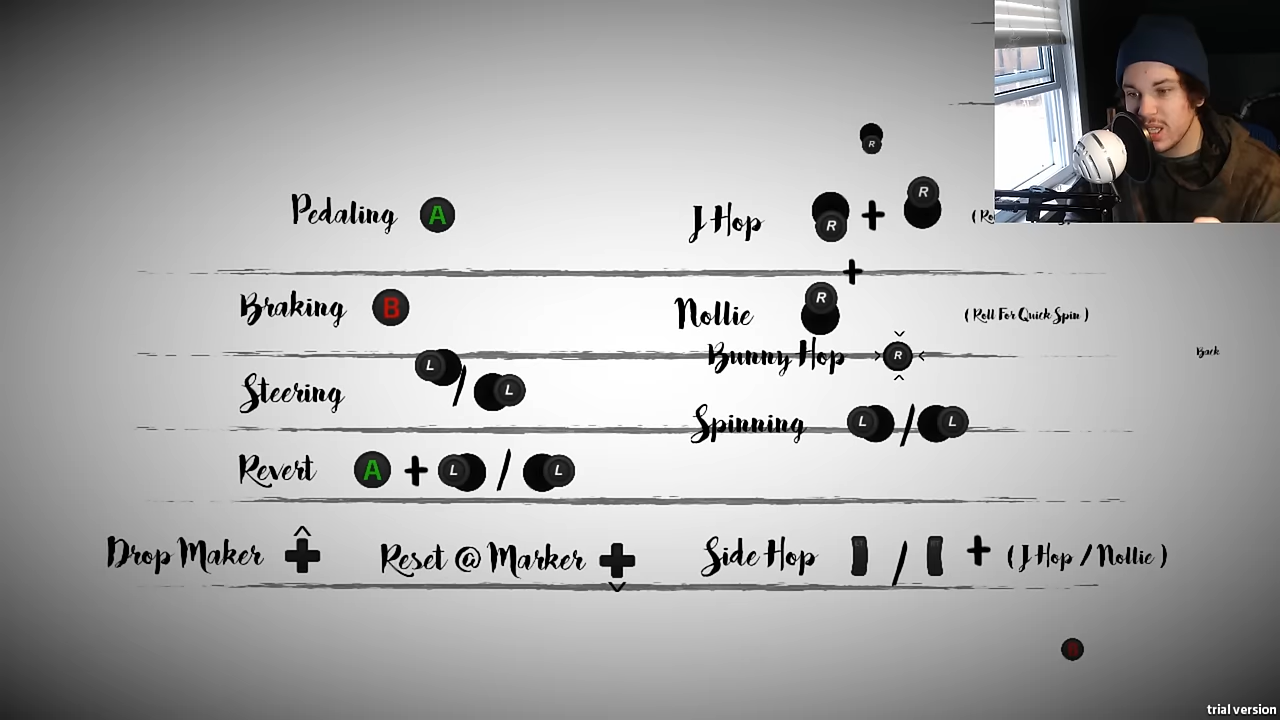 R
Pedaling A
J Hop R + R
+
Braking B
Nollie R
( Roll For Quick Spin )
Back
Bunny Hop R
Steering L / L
Spinning L / L
Revert A + L / L
Drop Maker
Reset @ Marker
Side Hop / + ( J Hop / Nollie )
B
trial version